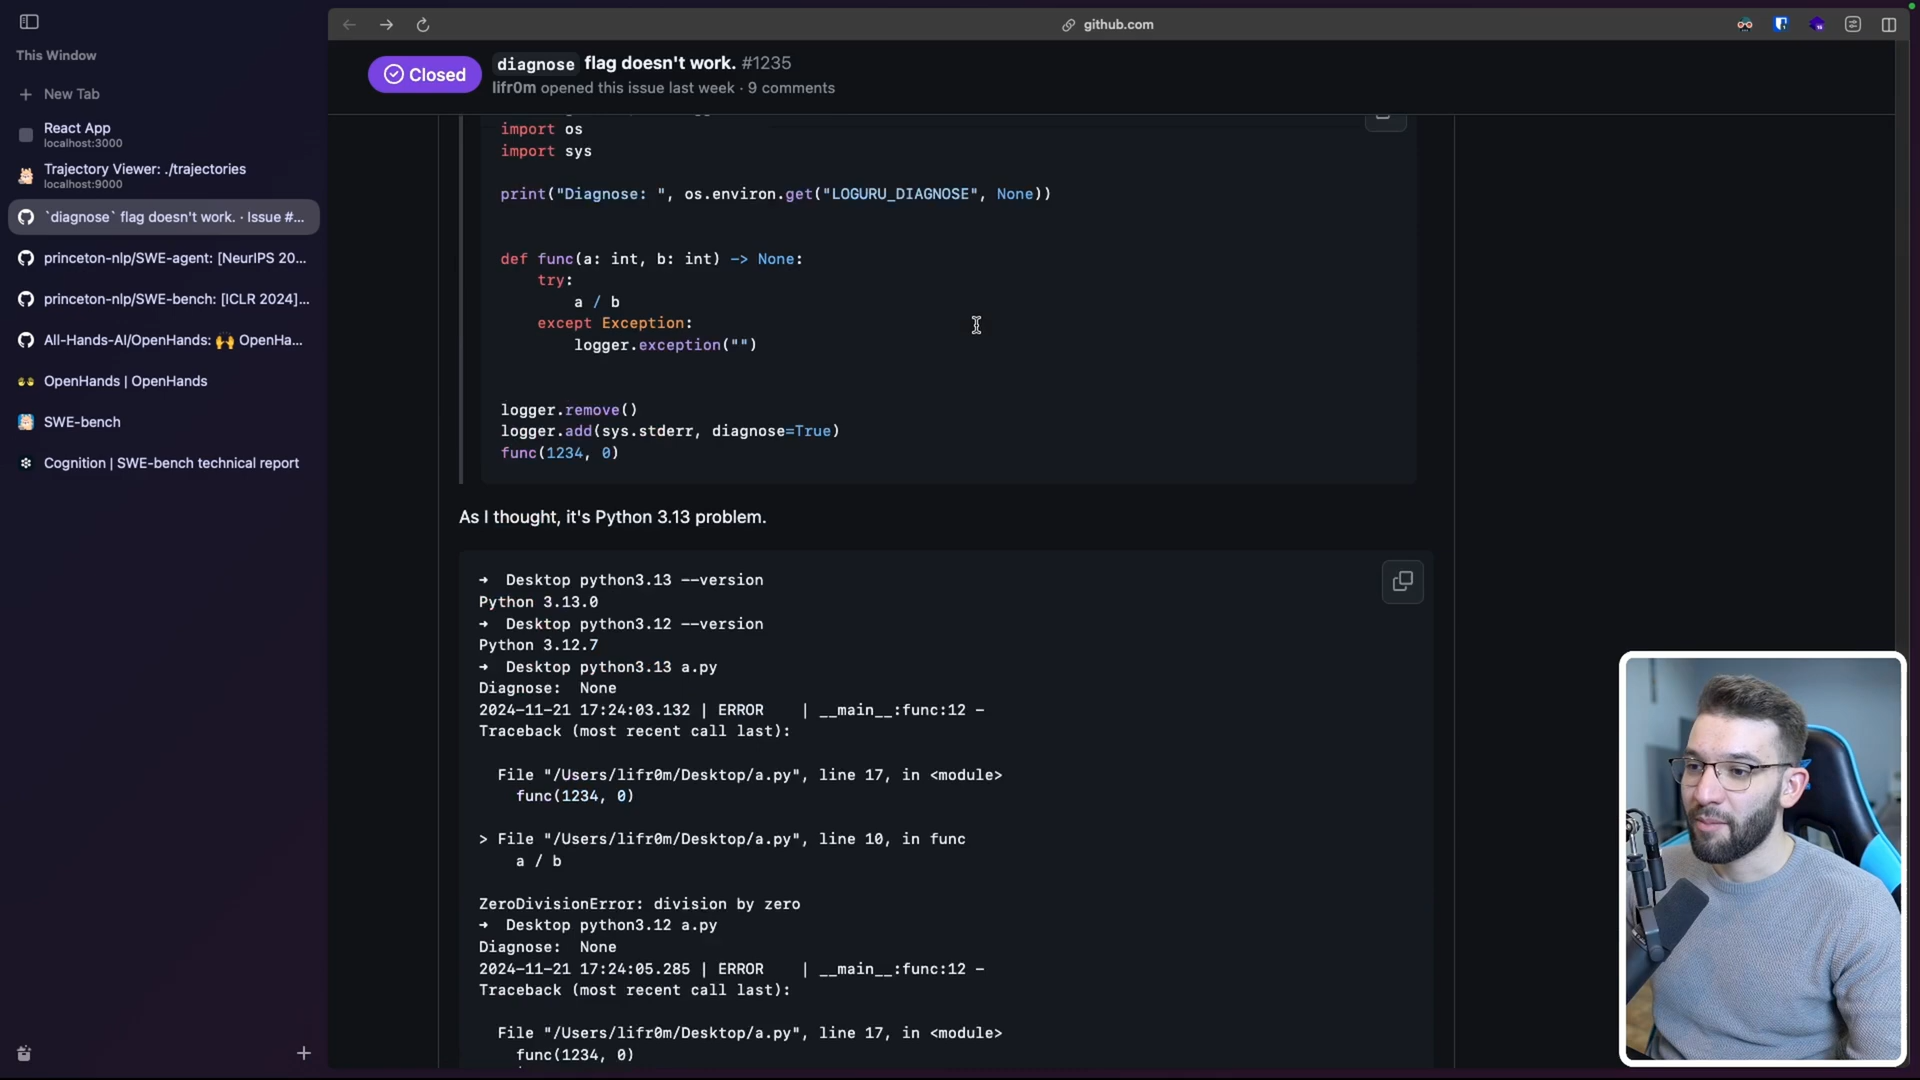 This Window
New Tab
React App
localhost:3000
Trajectory Viewer: ./trajectories
localhost:9000
`diagnose` flag doesn't work. · Issue #...
princeton-nlp/SWE-agent: [NeurIPS 20...
princeton-nlp/SWE-bench: [ICLR 2024]...
All-Hands-AI/OpenHands: 🙌 OpenHa...
OpenHands | OpenHands
SWE-bench
Cognition | SWE-bench technical report
github.com
Closed
diagnose flag doesn't work. #1235
lifr0m opened this issue last week · 9 comments
import os
import sys
print("Diagnose: ", os.environ.get("LOGURU_DIAGNOSE", None))
def func(a: int, b: int) -> None:
    try:
        a / b
    except Exception:
        logger.exception("")
logger.remove()
logger.add(sys.stderr, diagnose=True)
func(1234, 0)
As I thought, it's Python 3.13 problem.
➜  Desktop python3.13 --version
Python 3.13.0
➜  Desktop python3.12 --version
Python 3.12.7
➜  Desktop python3.13 a.py
Diagnose:  None
2024-11-21 17:24:03.132 | ERROR    | __main__:func:12 -
Traceback (most recent call last):
  File "/Users/lifr0m/Desktop/a.py", line 17, in <module>
    func(1234, 0)
> File "/Users/lifr0m/Desktop/a.py", line 10, in func
    a / b
ZeroDivisionError: division by zero
➜  Desktop python3.12 a.py
Diagnose:  None
2024-11-21 17:24:05.285 | ERROR    | __main__:func:12 -
Traceback (most recent call last):
  File "/Users/lifr0m/Desktop/a.py", line 17, in <module>
    func(1234, 0)